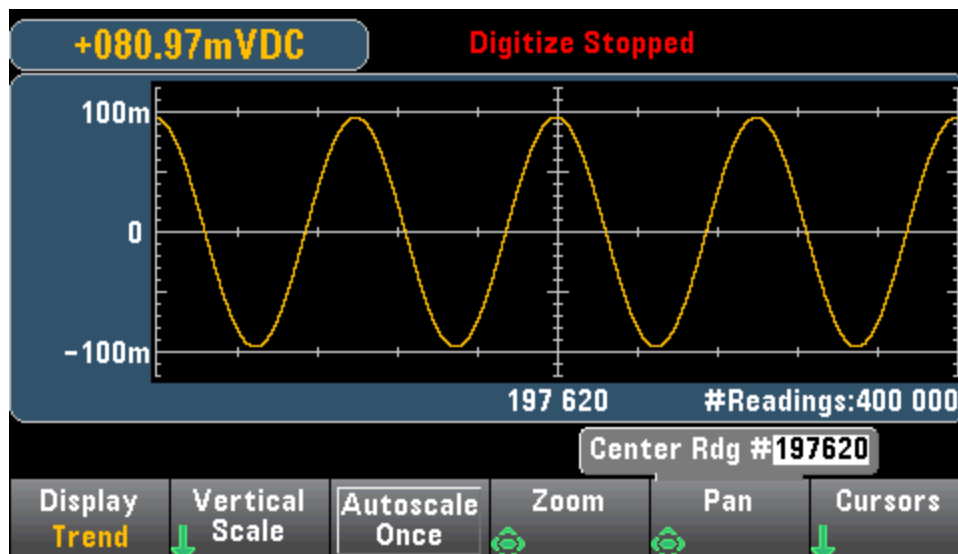 +080.97mVDC
Digitize Stopped
100m
0
-100m
197 620 #Readings:400 000
Center Rdg #197620
Display Vertical Autoscale Zoom Pan Cursors
Trend Scale Once